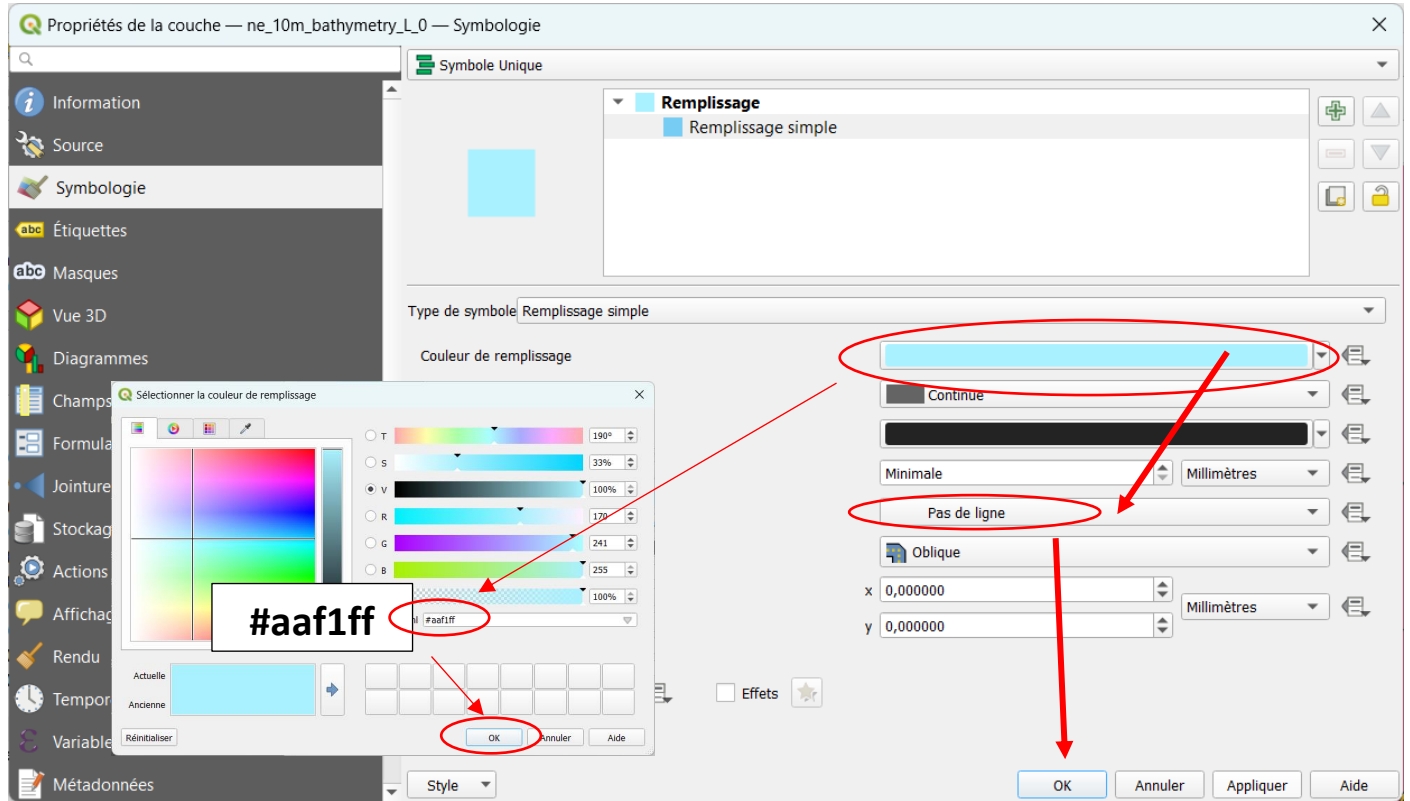 Propriétés de la couche — ne_10m_bathymetry_L_0 — Symbologie
Symbole Unique
Information
Source
Symbologie
Étiquettes
Masques
Vue 3D
Diagrammes
Champs
Formula
Jointure
Stockag
Actions
Affichag
Rendu
Tempor
Variable
Métadonnées
Remplissage
Remplissage simple
Type de symbole Remplissage simple
Couleur de remplissage
Continue
Minimale
Millimètres
Pas de ligne
Oblique
x 0,000000
Millimètres
y 0,000000
Effets
Style
OK
Annuler
Appliquer
Aide
Sélectionner la couleur de remplissage
T 190°
S 33%
V 100%
R 170
G 241
B 255
100%
#aaf1ff
#aaf1ff
Actuelle
Ancienne
Réinitialiser
OK
Annuler
Aide